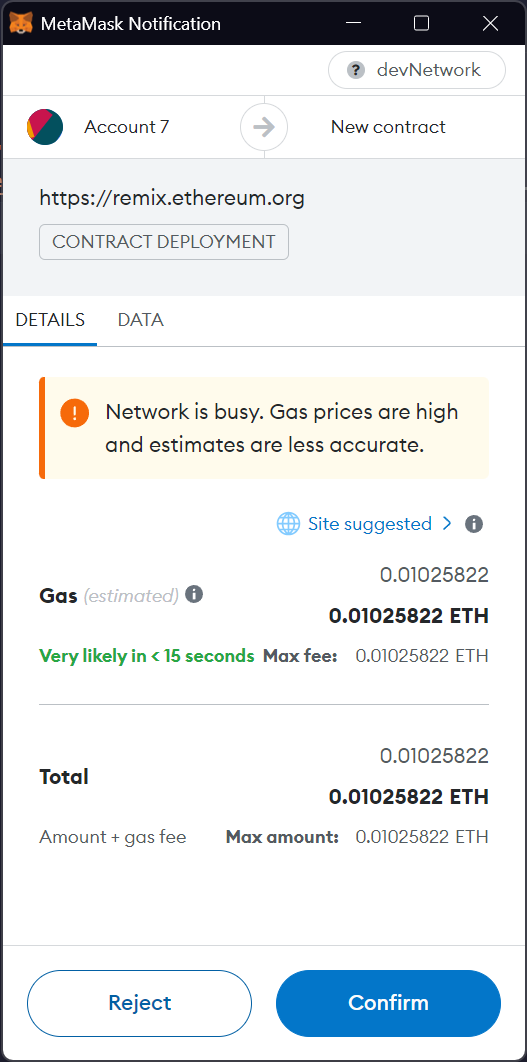 MetaMask Notification
? devNetwork
Account 7
New contract
https://remix.ethereum.org
CONTRACT DEPLOYMENT
DETAILS DATA
Network is busy. Gas prices are high
and estimates are less accurate.
Site suggested >
0.01025822
Gas (estimated)
0.01025822 ETH
Very likely in < 15 seconds Max fee: 0.01025822 ETH
0.01025822
Total
0.01025822 ETH
Amount + gas fee Max amount: 0.01025822 ETH
Reject Confirm